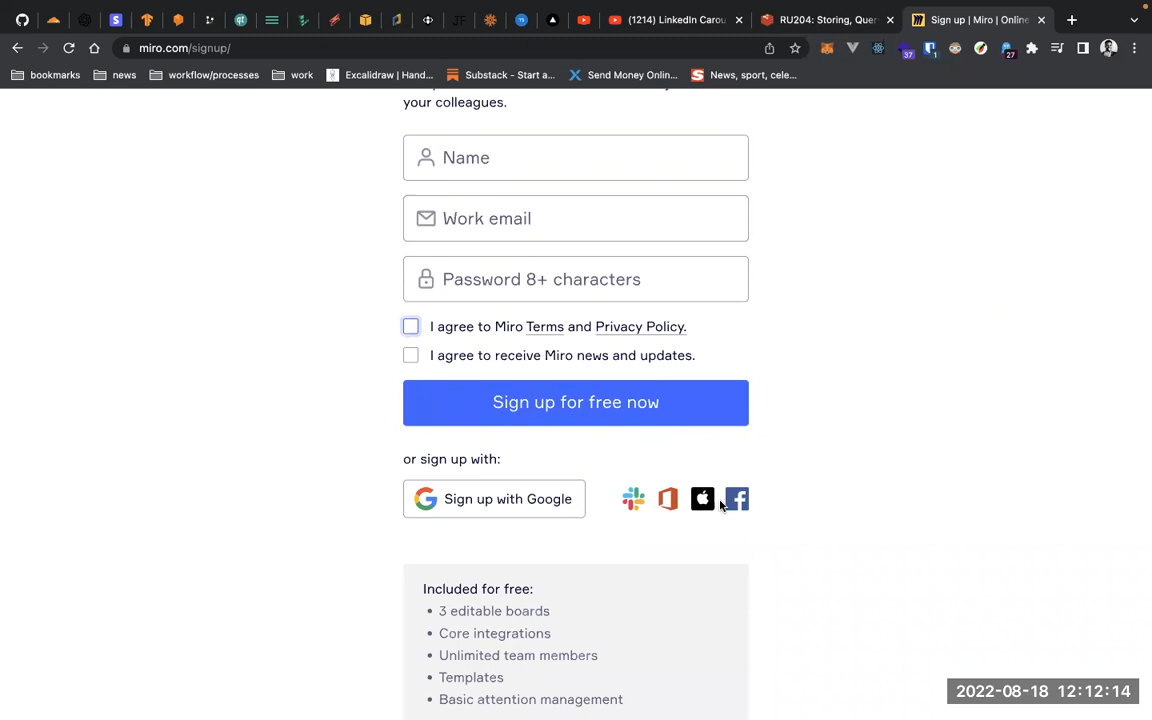 (1214) LinkedIn Carou
RU204: Storing, Quer
Sign up | Miro | Online
miro.com/signup/
37
1
27
bookmarks
news
workflow/processes
work
Excalidraw | Hand...
Substack - Start a...
Send Money Onlin...
News, sport, cele...
your colleagues.
Name
Work email
Password 8+ characters
I agree to Miro Terms and Privacy Policy.
I agree to receive Miro news and updates.
Sign up for free now
or sign up with:
Sign up with Google
Included for free:
• 3 editable boards
• Core integrations
• Unlimited team members
• Templates
• Basic attention management
2022-08-18 12:12:14